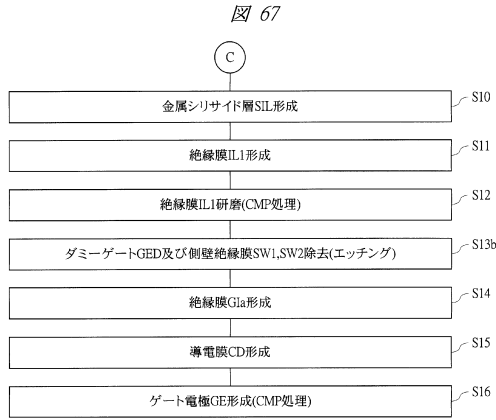 図 67
C
金属シリサイド層SIL形成
S10
絶縁膜IL1形成
S11
絶縁膜IL1研磨(CMP処理)
S12
ダミーゲートGED及び側壁絶縁膜SW1,SW2除去(エッチング)
S13b
絶縁膜GIa形成
S14
導電膜CD形成
S15
ゲート電極GE形成(CMP処理)
S16